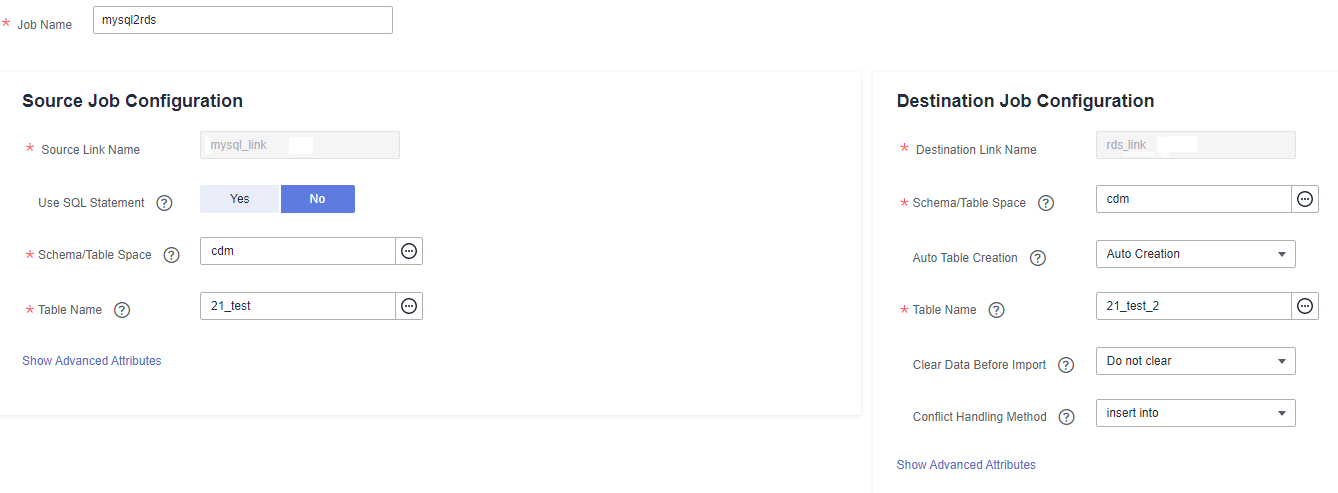 * Job Name mysql2rds
Source Job Configuration
* Source Link Name mysql_link
Use SQL Statement ? Yes No
* Schema/Table Space ? cdm
* Table Name ? 21_test
Show Advanced Attributes
Destination Job Configuration
* Destination Link Name rds_link
* Schema/Table Space ? cdm
Auto Table Creation ? Auto Creation
* Table Name ? 21_test_2
Clear Data Before Import ? Do not clear
Conflict Handling Method ? insert into
Show Advanced Attributes